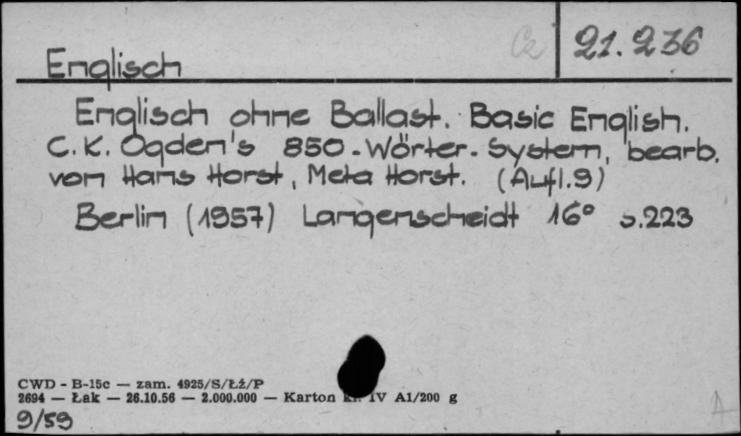 Englisch
C2 21.236
Englisch ohne Ballast. Basic English.
C.K. Ogden's 850-Wörter-System, bearb.
von Hans Horst, Meta Horst. (Aufl.9)
Berlin (1957) Langenscheidt 16° s.223
CWD - B-15c — zam. 4925/S/Łż/P
2694 — Łak — 26.10.56 — 2.000.000 — Karton kl. IV A1/200 g
9/59
A